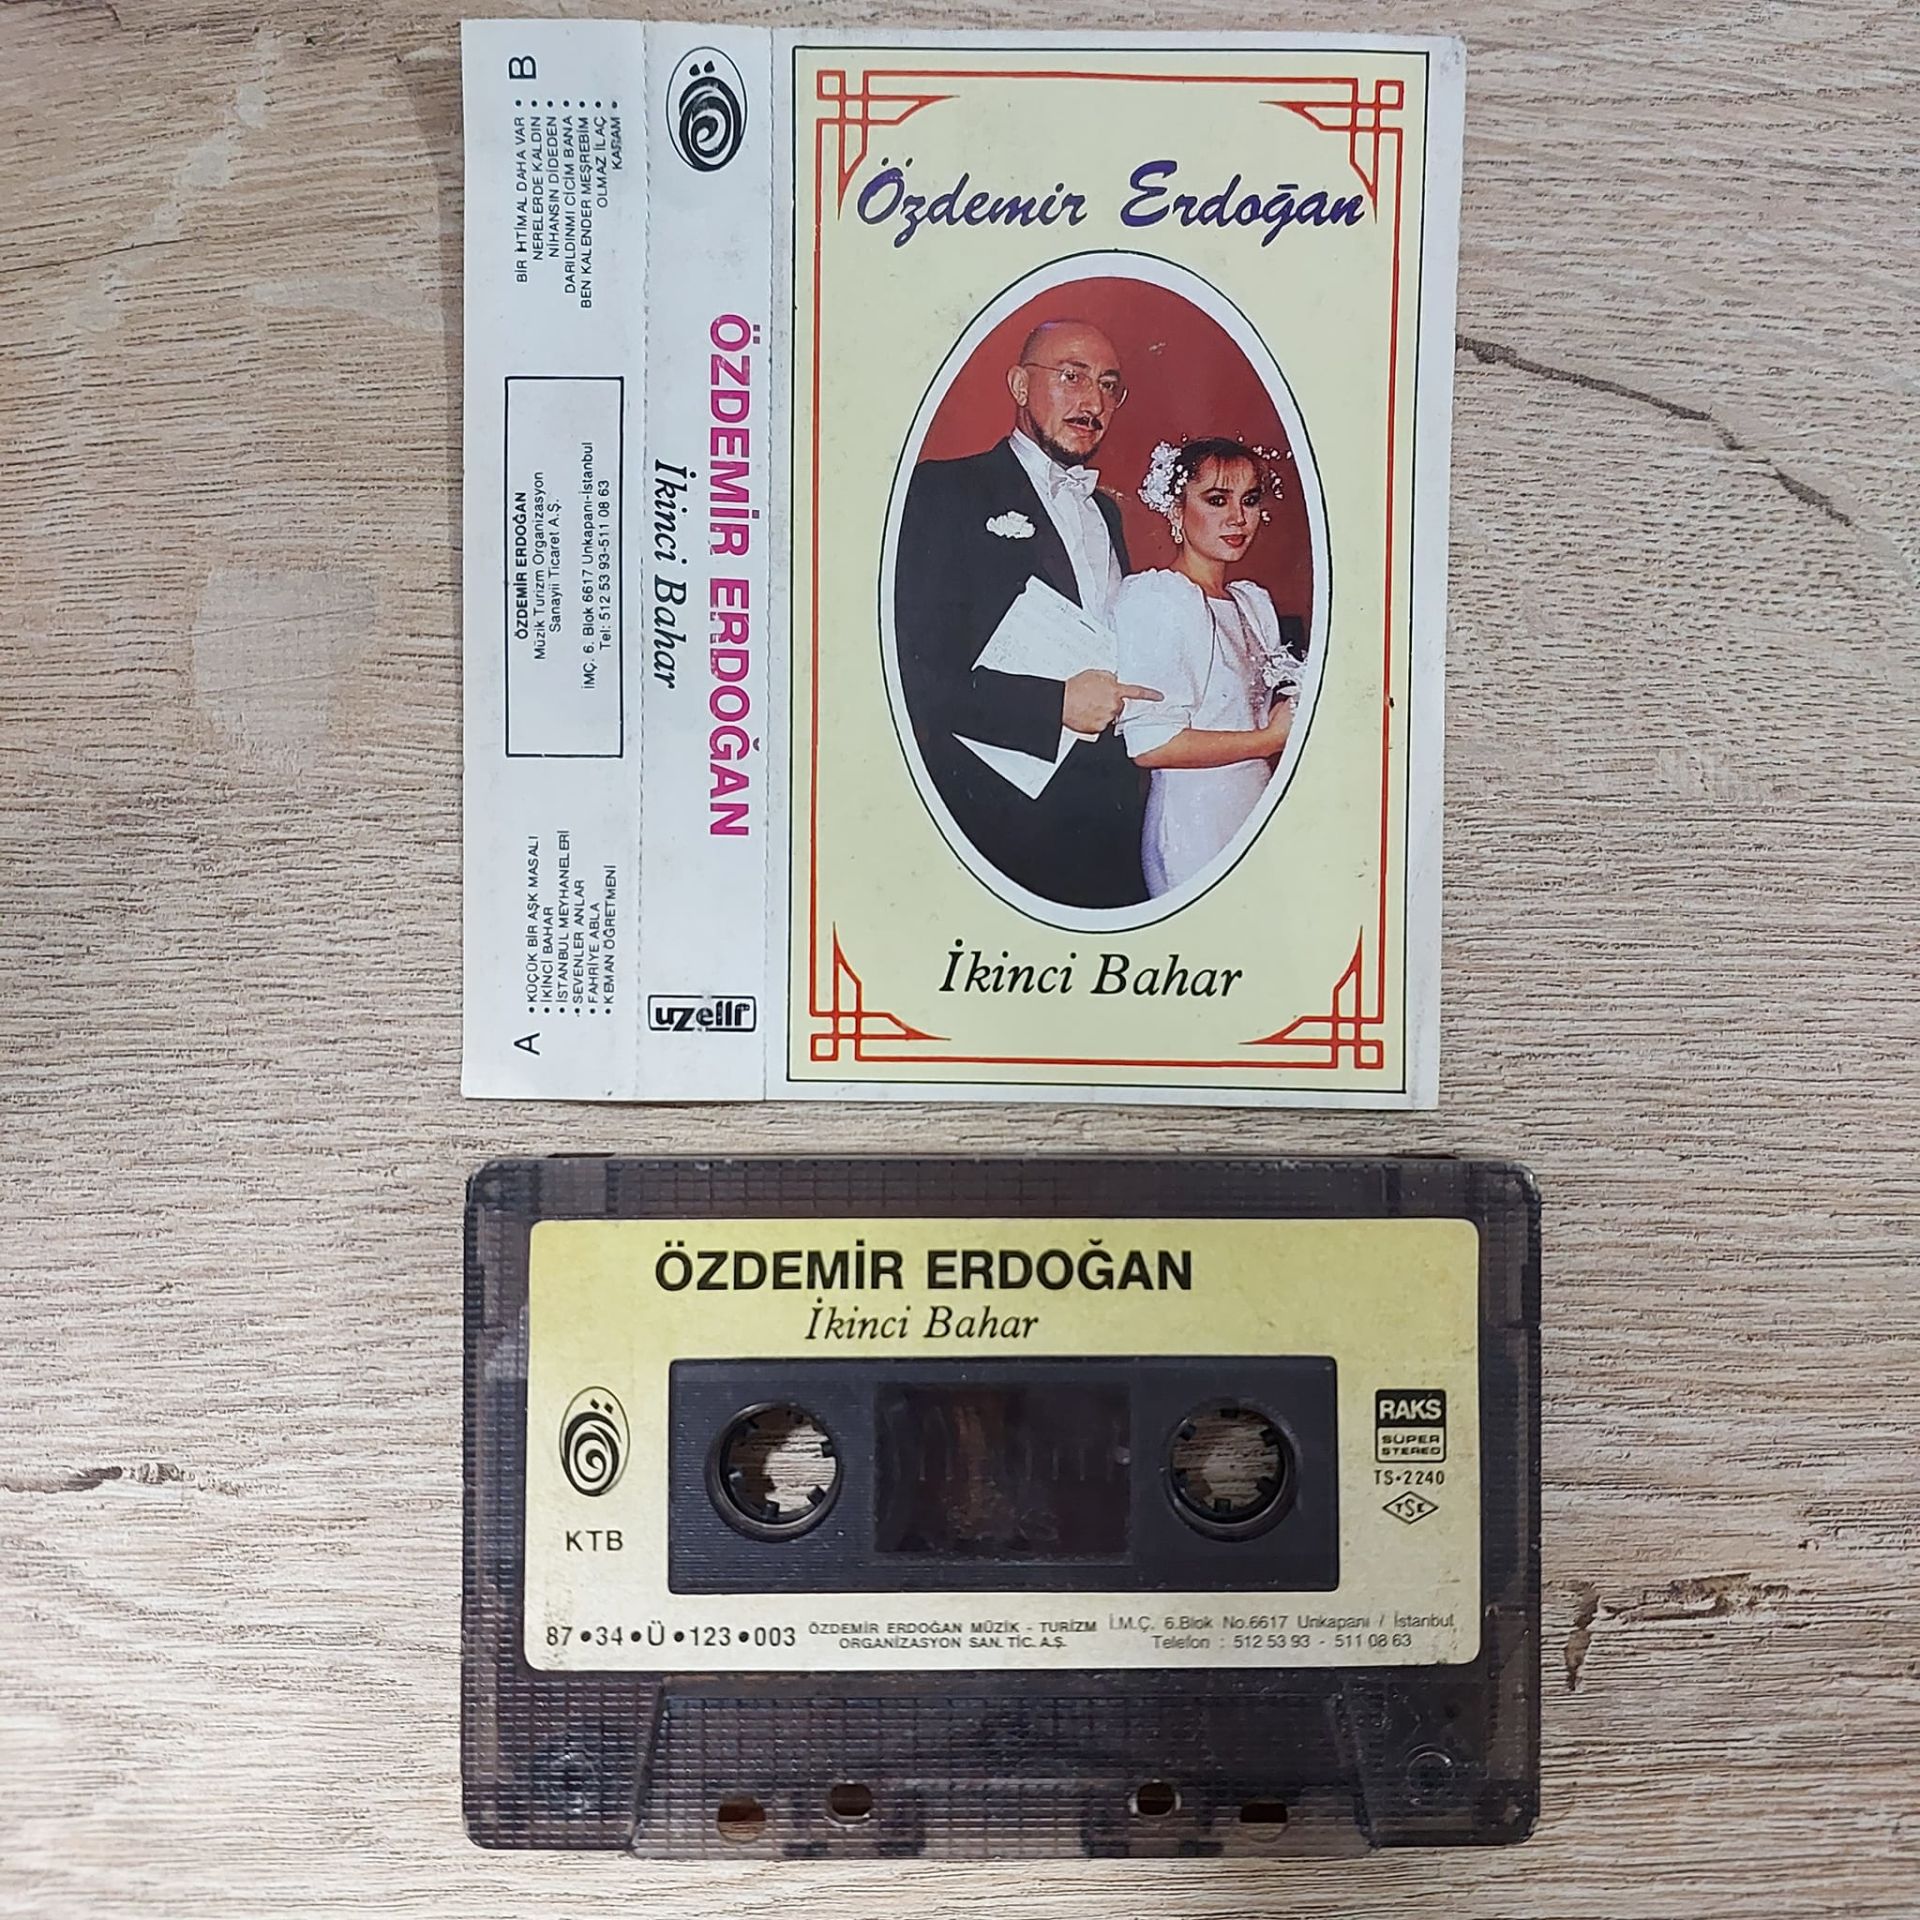 Özdemir Erdoğan
İkinci Bahar
ÖZDEMİR ERDOĞAN
İkinci Bahar
uzelli
A
• KÜÇÜK BİR AŞK MASALI
• İKİNCİ BAHAR
• İSTANBUL MEYHANELERİ
• SEVENLER ANLAR
• FAHRİYE ABLA
• KEMAN ÖĞRETMENİ
ÖZDEMİR ERDOĞAN
Müzik Turizm Organizasyon
Sanayii Ticaret A.Ş.
İMÇ. 6. Blok 6617 Unkapanı-İstanbul
Tel: 512 53 93-511 08 63
B
BİR İHTİMAL DAHA VAR •
NERELERDE KALDIN •
NİHANSIN DİDEDEN •
DARILDINMI CİCİM BANA •
BEN KALENDER MEŞREBİM •
OLMAZ İLAÇ •
KARAM •
ÖZDEMİR ERDOĞAN
İkinci Bahar
KTB
RAKS
SÜPER
STEREO
TS•2240
TSE
87•34•Ü•123•003
ÖZDEMİR ERDOĞAN MÜZİK - TURİZM
ORGANİZASYON SAN. TİC. A.Ş.
İ.M.Ç. 6.Blok No.6617 Unkapanı / İstanbul
Telefon : 512 53 93 - 511 08 63